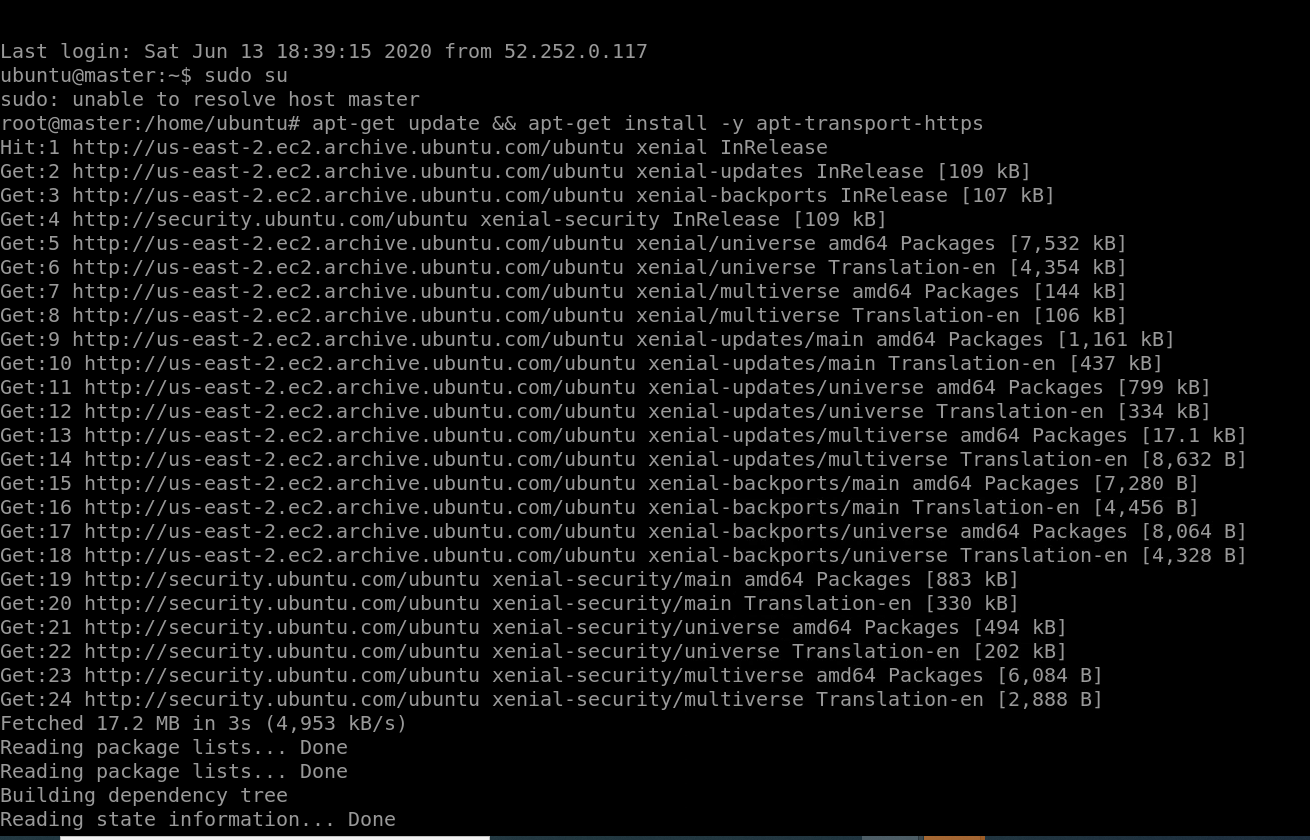 Last login: Sat Jun 13 18:39:15 2020 from 52.252.0.117
ubuntu@master:~$ sudo su
sudo: unable to resolve host master
root@master:/home/ubuntu# apt-get update && apt-get install -y apt-transport-https
Hit:1 http://us-east-2.ec2.archive.ubuntu.com/ubuntu xenial InRelease
Get:2 http://us-east-2.ec2.archive.ubuntu.com/ubuntu xenial-updates InRelease [109 kB]
Get:3 http://us-east-2.ec2.archive.ubuntu.com/ubuntu xenial-backports InRelease [107 kB]
Get:4 http://security.ubuntu.com/ubuntu xenial-security InRelease [109 kB]
Get:5 http://us-east-2.ec2.archive.ubuntu.com/ubuntu xenial/universe amd64 Packages [7,532 kB]
Get:6 http://us-east-2.ec2.archive.ubuntu.com/ubuntu xenial/universe Translation-en [4,354 kB]
Get:7 http://us-east-2.ec2.archive.ubuntu.com/ubuntu xenial/multiverse amd64 Packages [144 kB]
Get:8 http://us-east-2.ec2.archive.ubuntu.com/ubuntu xenial/multiverse Translation-en [106 kB]
Get:9 http://us-east-2.ec2.archive.ubuntu.com/ubuntu xenial-updates/main amd64 Packages [1,161 kB]
Get:10 http://us-east-2.ec2.archive.ubuntu.com/ubuntu xenial-updates/main Translation-en [437 kB]
Get:11 http://us-east-2.ec2.archive.ubuntu.com/ubuntu xenial-updates/universe amd64 Packages [799 kB]
Get:12 http://us-east-2.ec2.archive.ubuntu.com/ubuntu xenial-updates/universe Translation-en [334 kB]
Get:13 http://us-east-2.ec2.archive.ubuntu.com/ubuntu xenial-updates/multiverse amd64 Packages [17.1 kB]
Get:14 http://us-east-2.ec2.archive.ubuntu.com/ubuntu xenial-updates/multiverse Translation-en [8,632 B]
Get:15 http://us-east-2.ec2.archive.ubuntu.com/ubuntu xenial-backports/main amd64 Packages [7,280 B]
Get:16 http://us-east-2.ec2.archive.ubuntu.com/ubuntu xenial-backports/main Translation-en [4,456 B]
Get:17 http://us-east-2.ec2.archive.ubuntu.com/ubuntu xenial-backports/universe amd64 Packages [8,064 B]
Get:18 http://us-east-2.ec2.archive.ubuntu.com/ubuntu xenial-backports/universe Translation-en [4,328 B]
Get:19 http://security.ubuntu.com/ubuntu xenial-security/main amd64 Packages [883 kB]
Get:20 http://security.ubuntu.com/ubuntu xenial-security/main Translation-en [330 kB]
Get:21 http://security.ubuntu.com/ubuntu xenial-security/universe amd64 Packages [494 kB]
Get:22 http://security.ubuntu.com/ubuntu xenial-security/universe Translation-en [202 kB]
Get:23 http://security.ubuntu.com/ubuntu xenial-security/multiverse amd64 Packages [6,084 B]
Get:24 http://security.ubuntu.com/ubuntu xenial-security/multiverse Translation-en [2,888 B]
Fetched 17.2 MB in 3s (4,953 kB/s)
Reading package lists... Done
Reading package lists... Done
Building dependency tree
Reading state information... Done